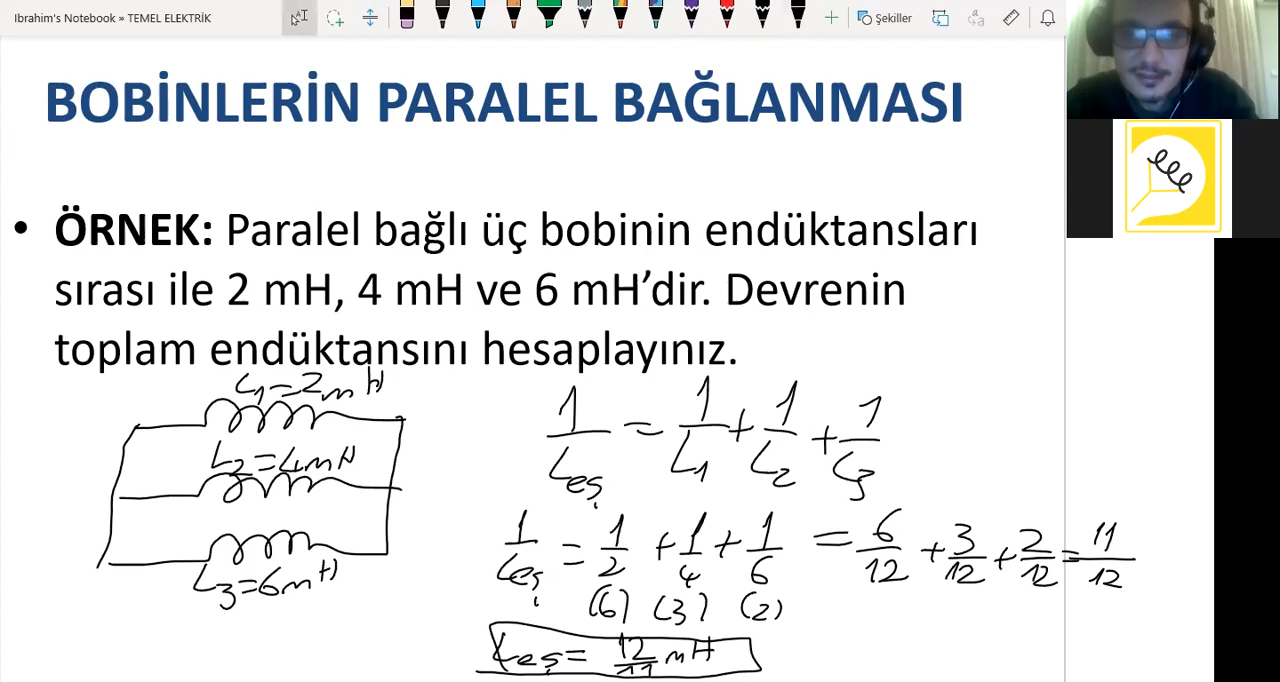 Ibrahim's Notebook » TEMEL ELEKTRİK
Şekiller
BOBİNLERİN PARALEL BAĞLANMASI
• ÖRNEK: Paralel bağlı üç bobinin endüktansları
sırası ile 2 mH, 4 mH ve 6 mH’dir. Devrenin
toplam endüktansını hesaplayınız.
L1=2mH
L2=4mH
L3=6mH
1/Leş = 1/L1 + 1/L2 + 1/L3
1/Leş = 1/2 + 1/4 + 1/6 = 6/12 + 3/12 + 2/12 = 11/12
(6) (3) (2)
Leş = 12/11 mH